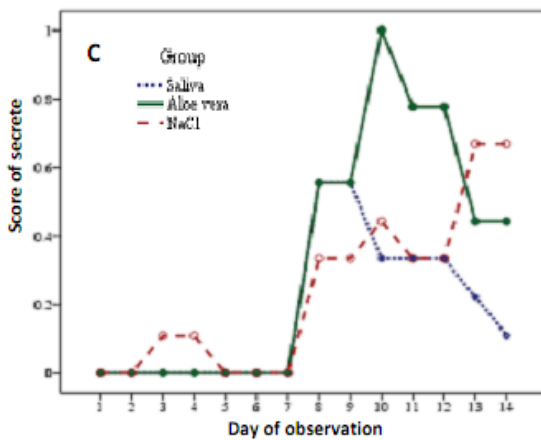 C
Group
Saliva
Aloe vera
NaCl
Score of secrete
1
0.8
0.6
0.4
0.2
0
1 2 3 4 5 6 7 8 9 10 11 12 13 14
Day of observation